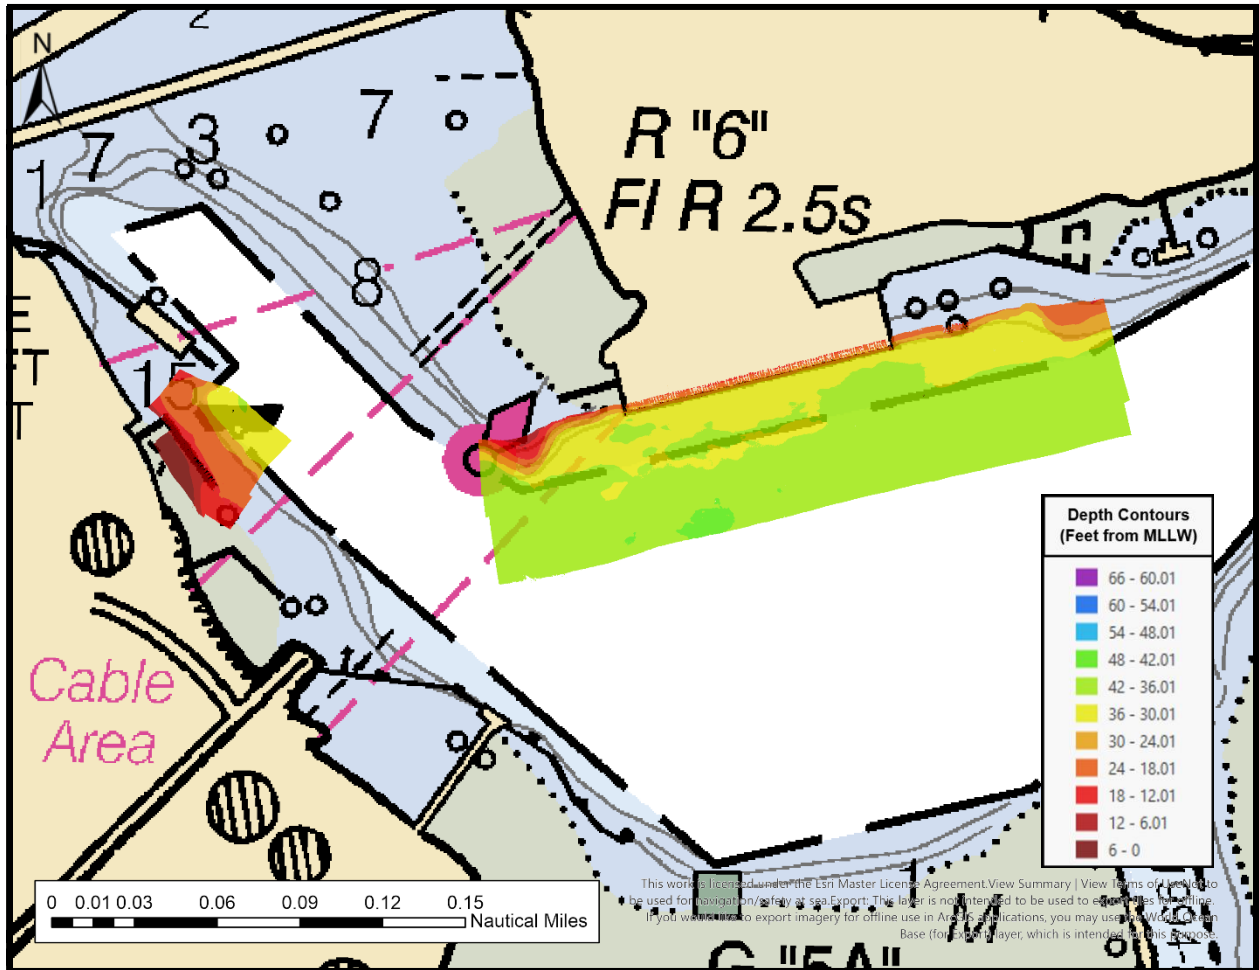 2
N
7
3
7
1
R "6"
Fl R 2.5s
8
E
FT
T
15
Cable
Area
Depth Contours
(Feet from MLLW)
66 - 60.01
60 - 54.01
54 - 48.01
48 - 42.01
42 - 36.01
36 - 30.01
30 - 24.01
24 - 18.01
18 - 12.01
12 - 6.01
6 - 0
0 0.01 0.03 0.06 0.09 0.12 0.15
Nautical Miles
This work is licensed under the Esri Master License Agreement.View Summary | View Terms of UseNot to
be used for navigation/safety at sea.Export: This layer is not intended to be used to export tiles for offline.
If you would like to export imagery for offline use in ArcGIS applications, you may use the World Ocean
Base (for Export) layer, which is intended for this purpose.
M
G "5A"